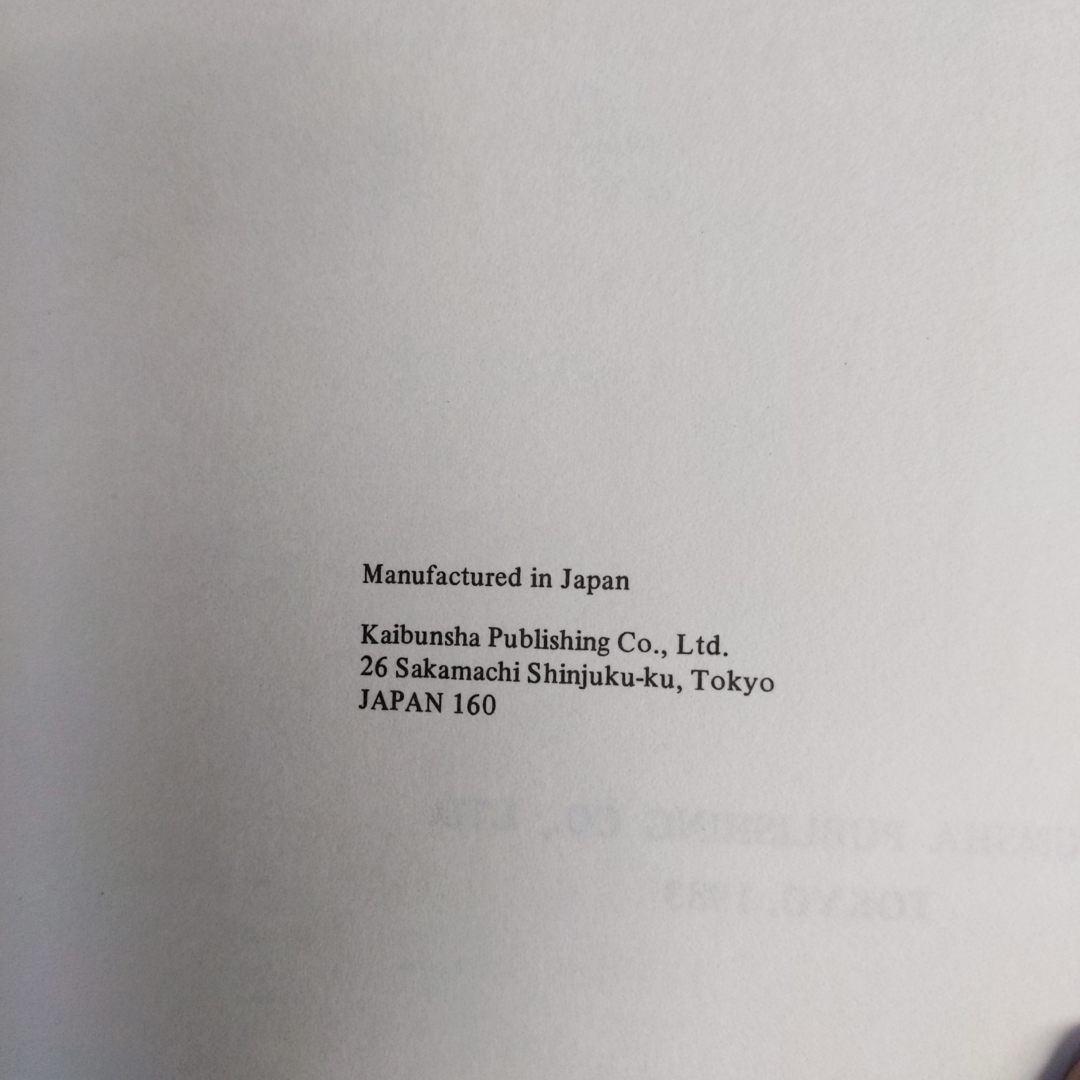 Manufactured in Japan
Kaibunsha Publishing Co., Ltd.
26 Sakamachi Shinjuku-ku, Tokyo
JAPAN 160